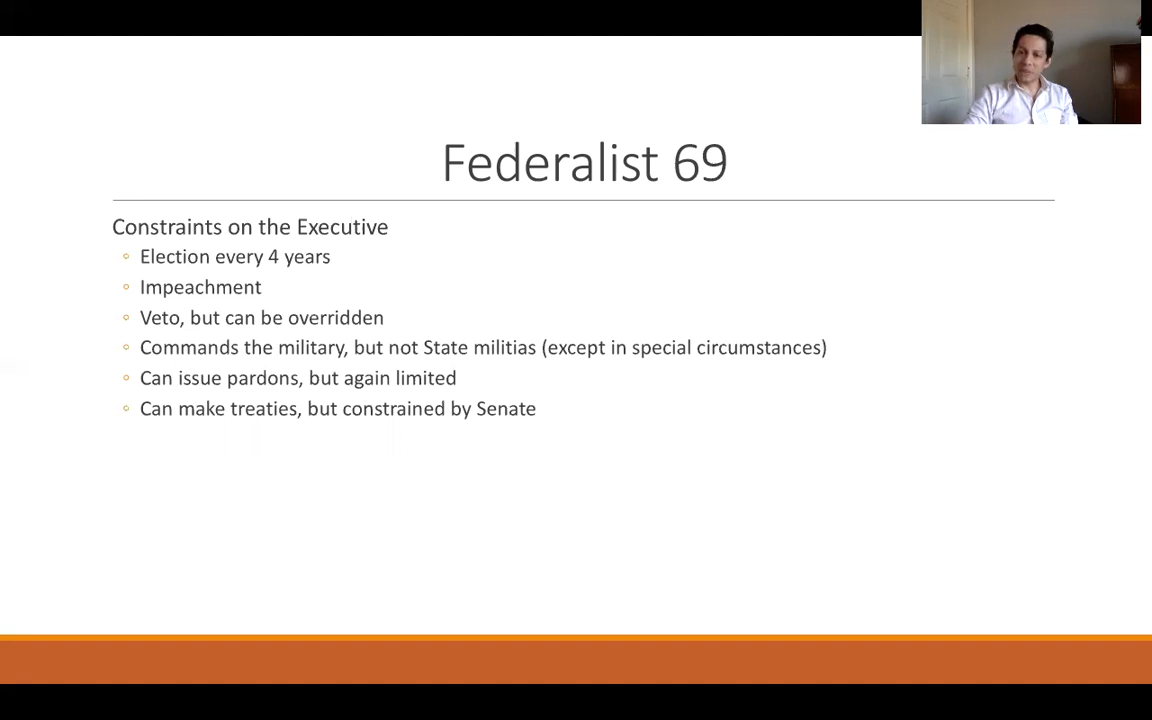 Federalist 69
Constraints on the Executive
◦ Election every 4 years
◦ Impeachment
◦ Veto, but can be overridden
◦ Commands the military, but not State militias (except in special circumstances)
◦ Can issue pardons, but again limited
◦ Can make treaties, but constrained by Senate